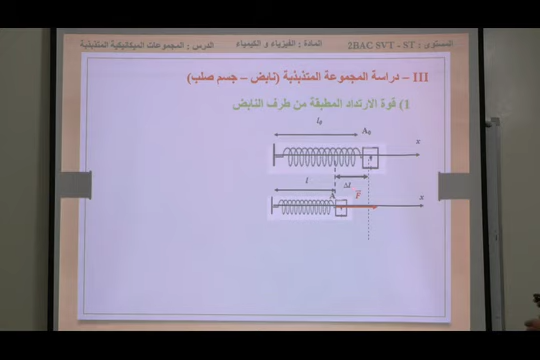 المستوى : 2BAC SVT - ST المادة : الفيزياء و الكيمياء الدرس : المجموعات الميكانيكية المتذبذبة
III – دراسة المجموعة المتذبذبة (نابض – جسم صلب)
1) قوة الارتداد المطبقة من طرف النابض
l₀
A₀
x
l
Δl
A
F
x